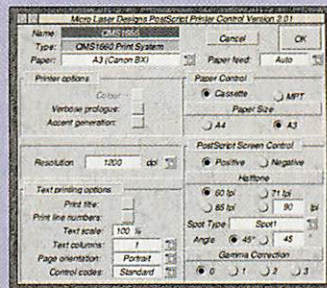 Micro Laser Designs PostScript Printer Control Version 2.01
Name QMS1660
Type: QMS1660 Print System
Cancel OK
Paper: A3 (Canon BX)
Paper feed: Auto
Printer options
Colour
Verbose prologue:
Accent generation:
Paper Control
Cassette MPT
Paper Size
A4 A3
Resolution 1200 dpi
PostScript Screen Control
Positive Negative
Halftone
60 lpi 71 lpi
85 lpi 90 lpi
Spot Type Spot1
Angle 45° 45 °
Gamma Correction
0 1 2 3
Text printing options
Print title:
Print line numbers:
Text scale: 100 %
Text columns: 1
Page orientation: Portrait
Control codes: Standard